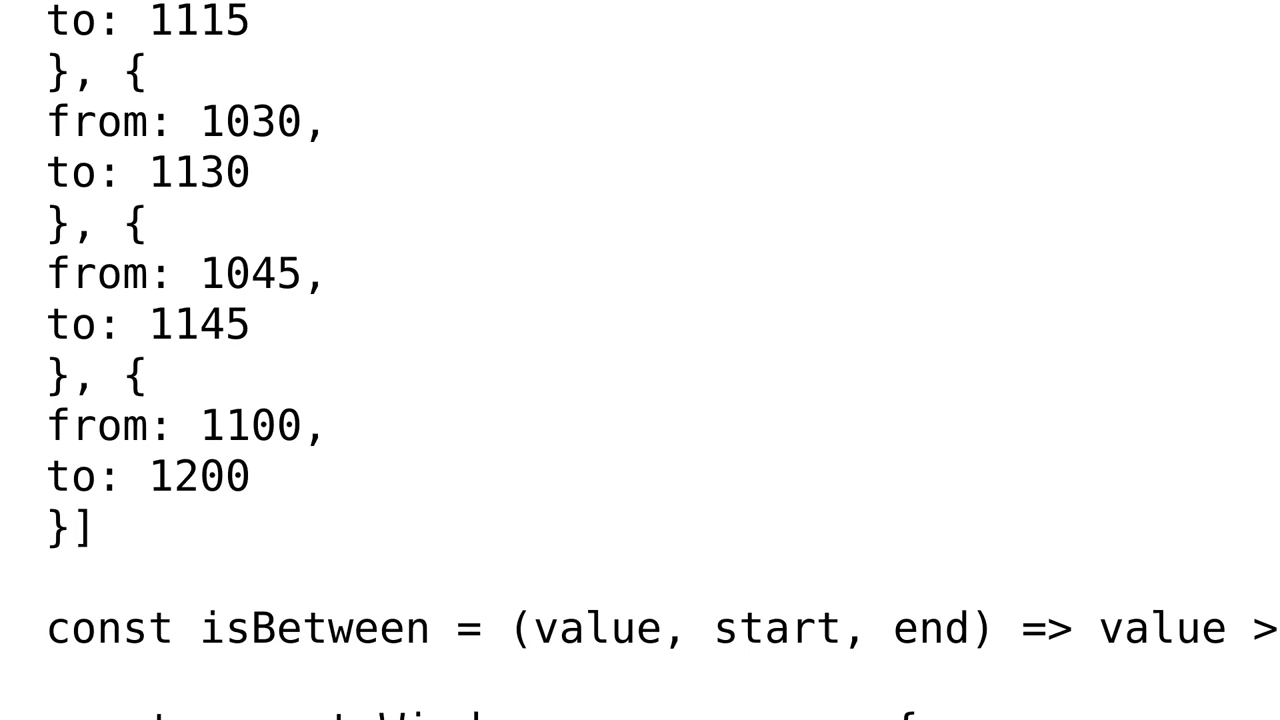 to: 1115
}, {
from: 1030,
to: 1130
}, {
from: 1045,
to: 1145
}, {
from: 1100,
to: 1200
}]
const isBetween = (value, start, end) => value >